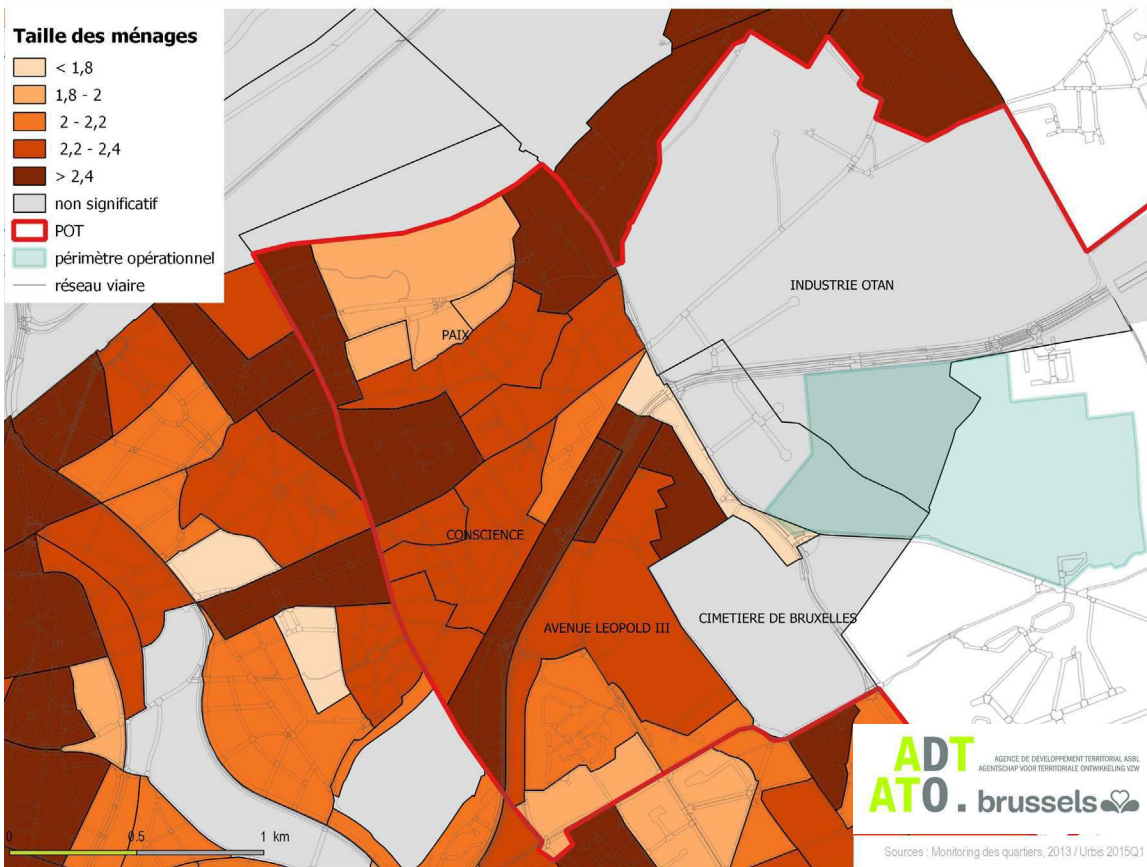 Taille des ménages
< 1,8
1,8 - 2
2 - 2,2
2,2 - 2,4
> 2,4
non significatif
POT
périmètre opérationnel
réseau viaire
INDUSTRIE OTAN
PAIX
CONSCIENCE
AVENUE LEOPOLD III
CIMETIERE DE BRUXELLES
ADT
ATO.
AGENCE DE DEVELOPPEMENT TERRITORIAL ASBL
AGENTSCHAP VOOR TERRITORIALE ONTWIKKELING VZW
brussels
0 0.5 1 km
Sources : Monitoring des quartiers, 2013 / Urbis 2015Q1